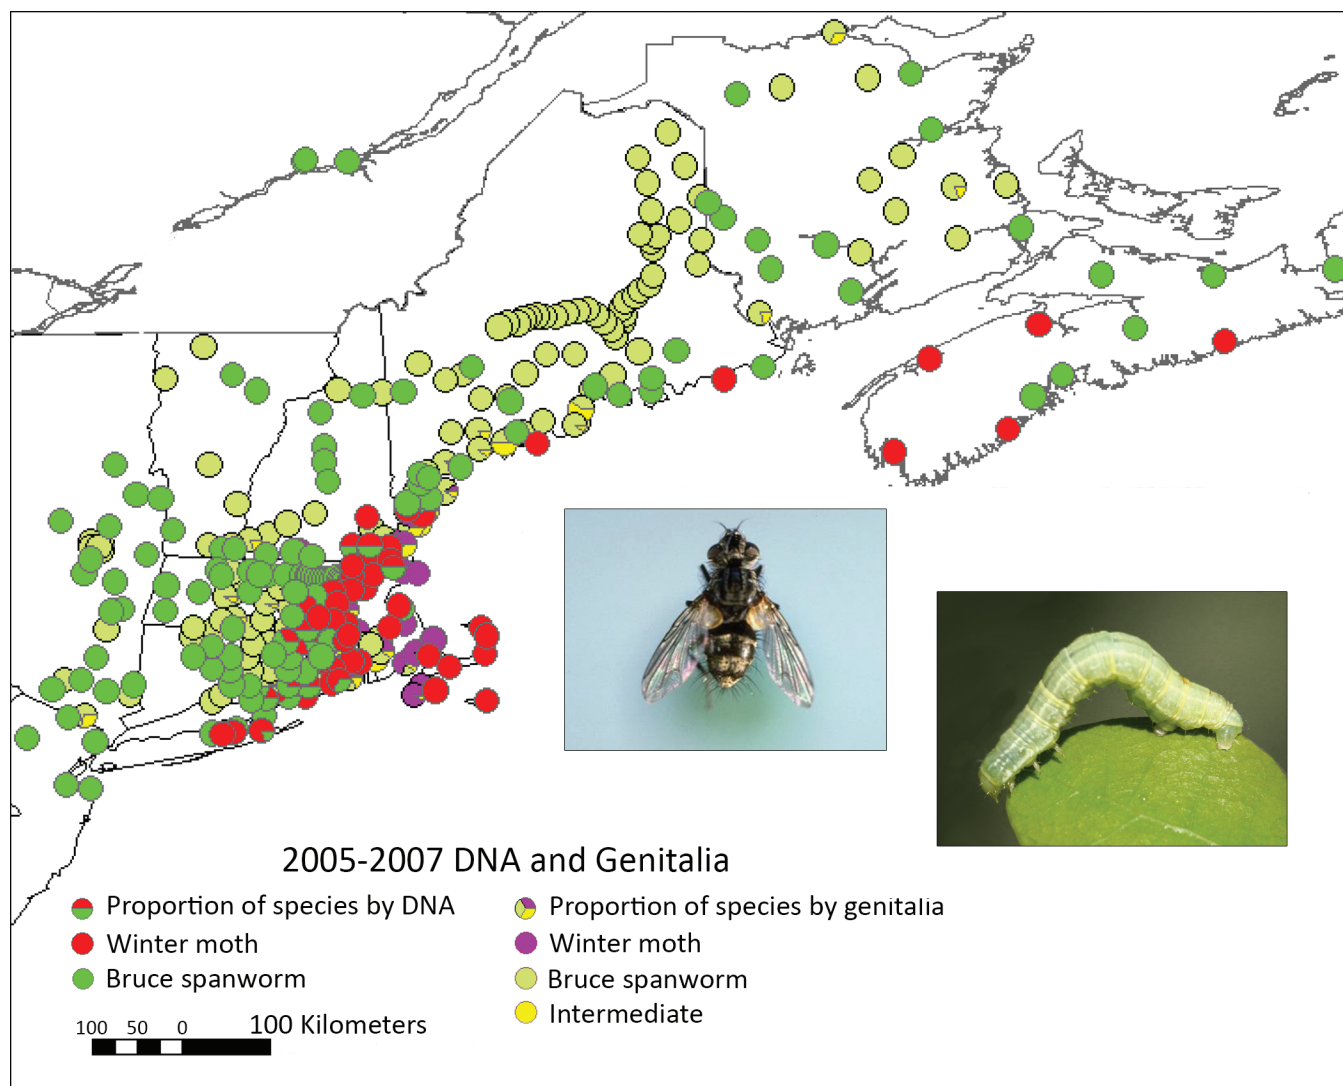 2005-2007 DNA and Genitalia
Proportion of species by DNA
Winter moth
Bruce spanworm
Proportion of species by genitalia
Winter moth
Bruce spanworm
Intermediate
100 50 0 100 Kilometers